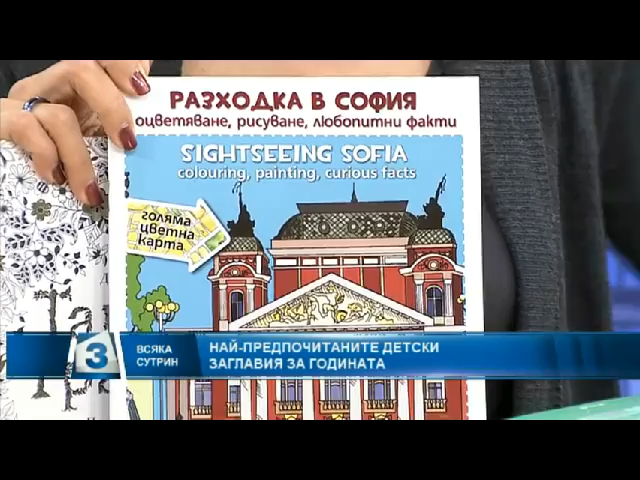 РАЗХОДКА В СОФИЯ
оцветяване, рисуване, любопитни факти
SIGHTSEEING SOFIA
colouring, painting, curious facts
голяма
цветна
карта
3
ВСЯКА
СУТРИН
НАЙ-ПРЕДПОЧИТАНИТЕ ДЕТСКИ
ЗАГЛАВИЯ ЗА ГОДИНАТА